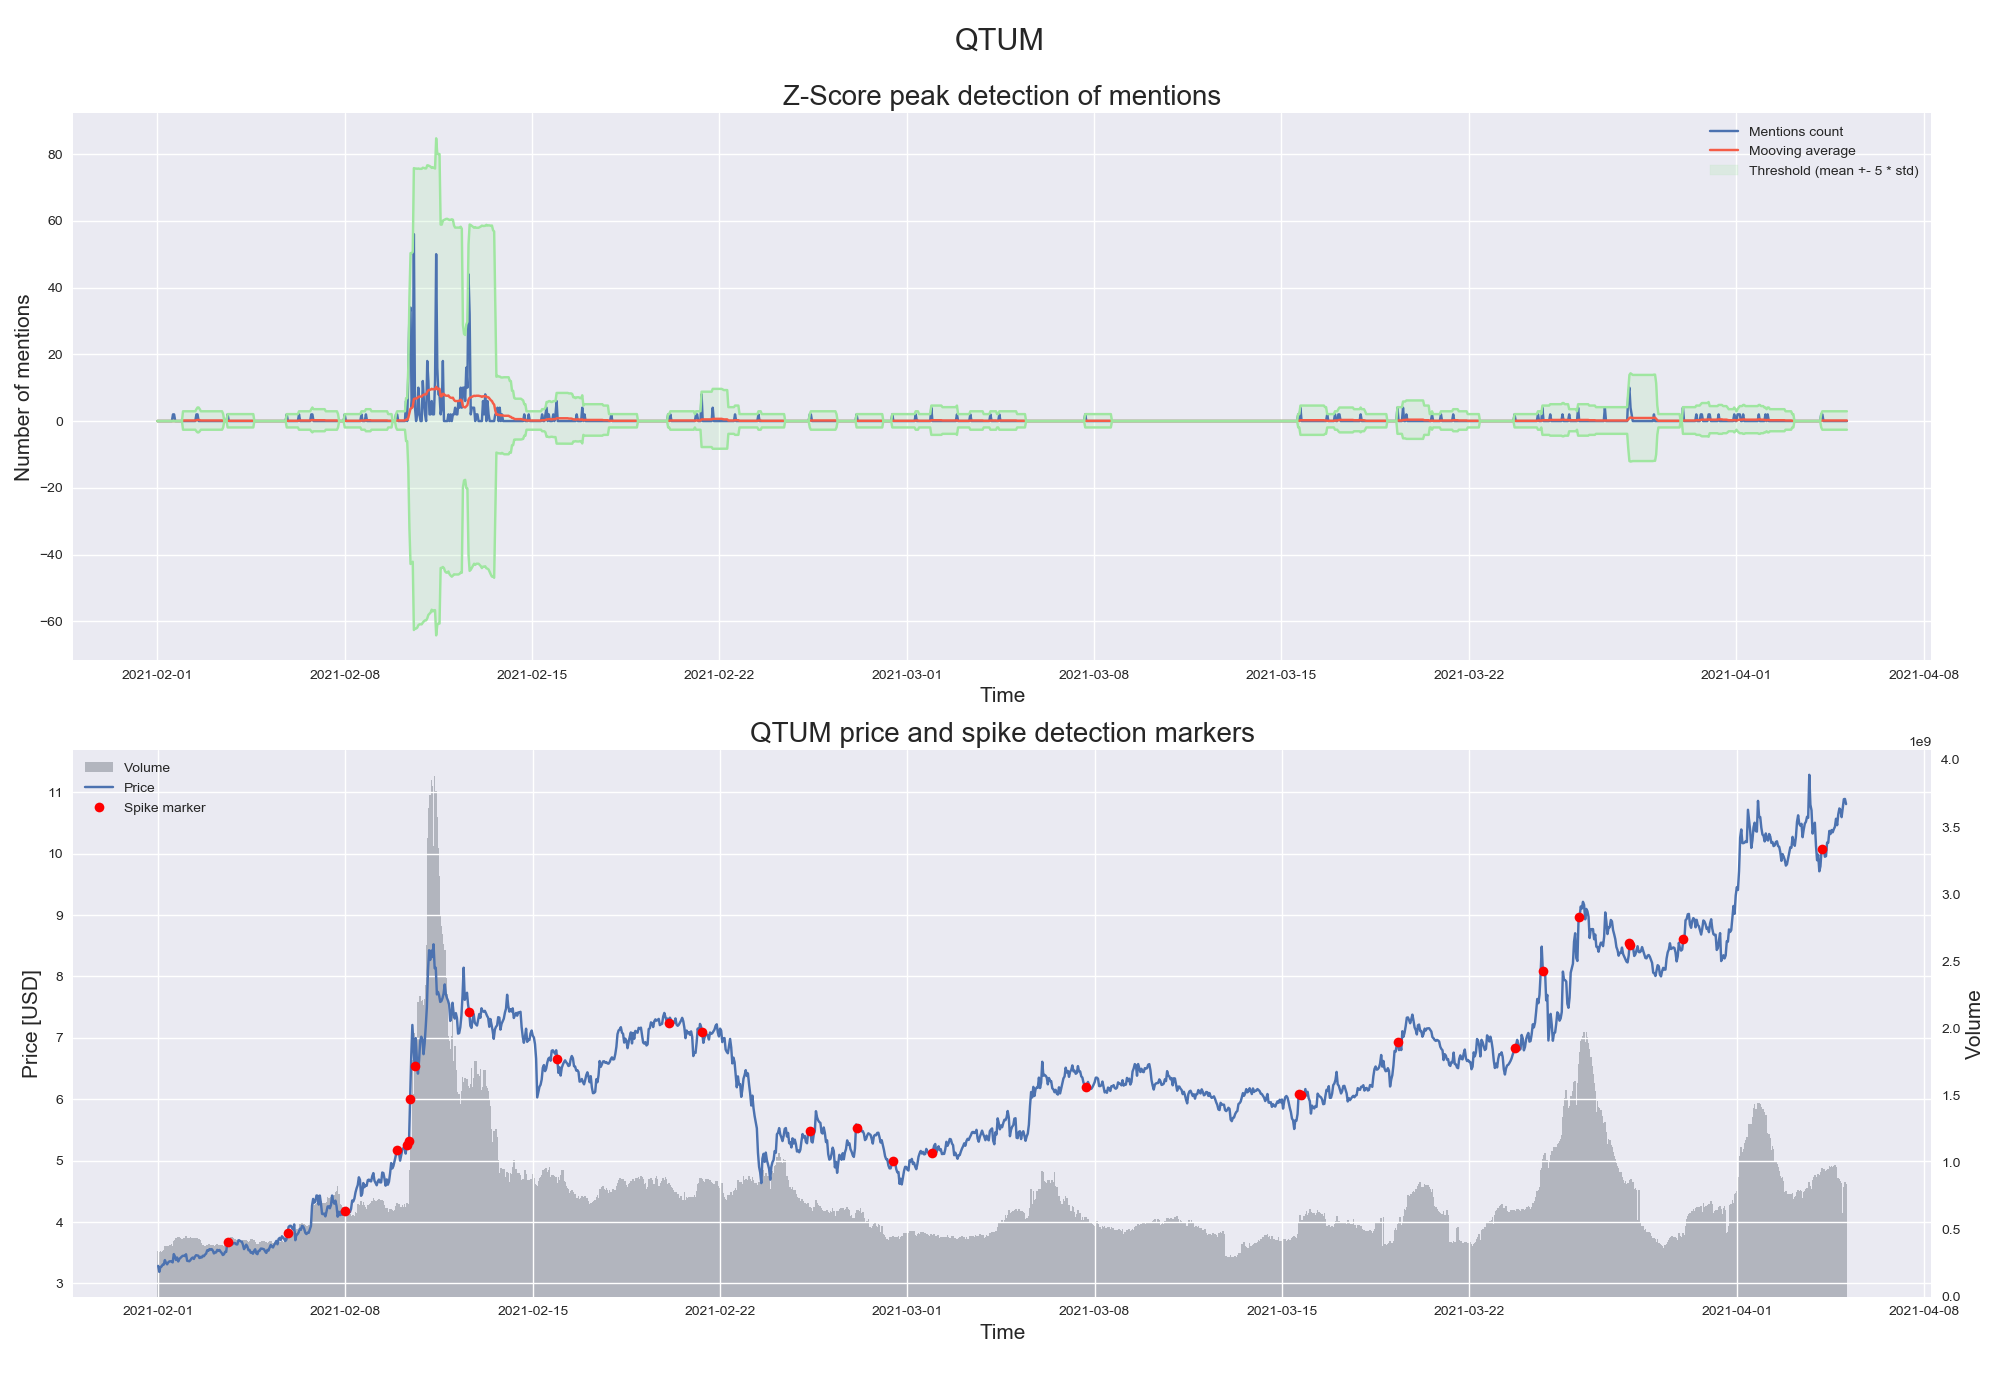 QTUM
Z-Score peak detection of mentions
Mentions count
Mooving average
Threshold (mean +- 5 * std)
80
60
40
20
0
−20
−40
−60
Number of mentions
2021-02-01 2021-02-08 2021-02-15 2021-02-22 2021-03-01 2021-03-08 2021-03-15 2021-03-22 2021-04-01 2021-04-08
Time
QTUM price and spike detection markers
1e9
Volume
Price
Spike marker
11
10
9
8
7
6
5
4
3
Price [USD]
4.0
3.5
3.0
2.5
2.0
1.5
1.0
0.5
0.0
Volume
2021-02-01 2021-02-08 2021-02-15 2021-02-22 2021-03-01 2021-03-08 2021-03-15 2021-03-22 2021-04-01 2021-04-08
Time